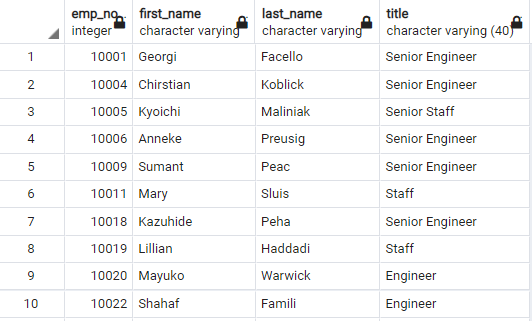 emp_no first_name last_name title
integer character varying character varying character varying (40)
1 10001 Georgi Facello Senior Engineer
2 10004 Chirstian Koblick Senior Engineer
3 10005 Kyoichi Maliniak Senior Staff
4 10006 Anneke Preusig Senior Engineer
5 10009 Sumant Peac Senior Engineer
6 10011 Mary Sluis Staff
7 10018 Kazuhide Peha Senior Engineer
8 10019 Lillian Haddadi Staff
9 10020 Mayuko Warwick Engineer
10 10022 Shahaf Famili Engineer